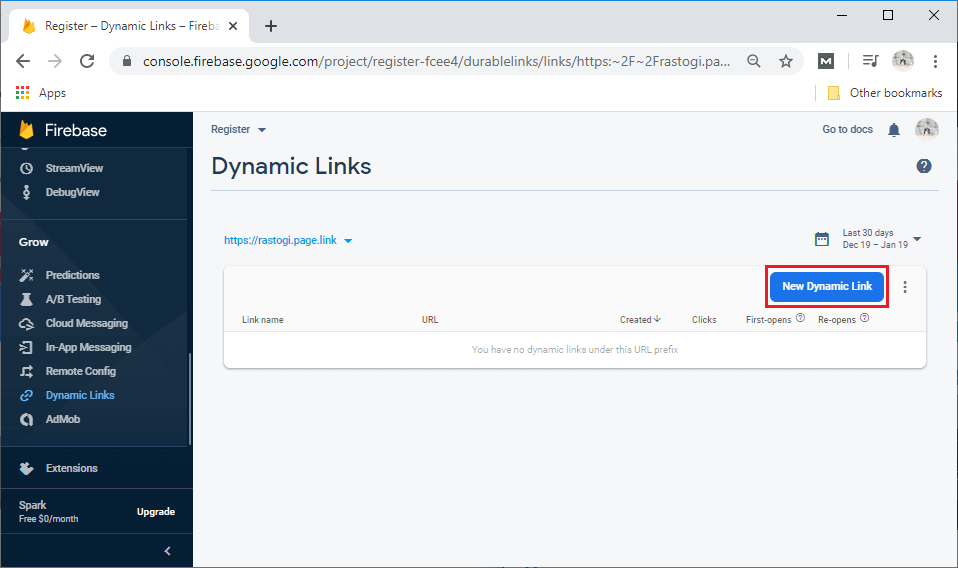 Register – Dynamic Links – Fireba
console.firebase.google.com/project/register-fcee4/durablelinks/links/https:~2F~2Frastogi.pa...
M
Apps
Other bookmarks
Firebase
Register
Go to docs
StreamView
Dynamic Links
?
DebugView
Grow
https://rastogi.page.link
Last 30 days
Dec 19 – Jan 19
Predictions
New Dynamic Link
A/B Testing
Cloud Messaging
Link name URL Created Clicks First-opens ? Re-opens ?
In-App Messaging
You have no dynamic links under this URL prefix
Remote Config
Dynamic Links
AdMob
Extensions
Spark
Free $0/month
Upgrade